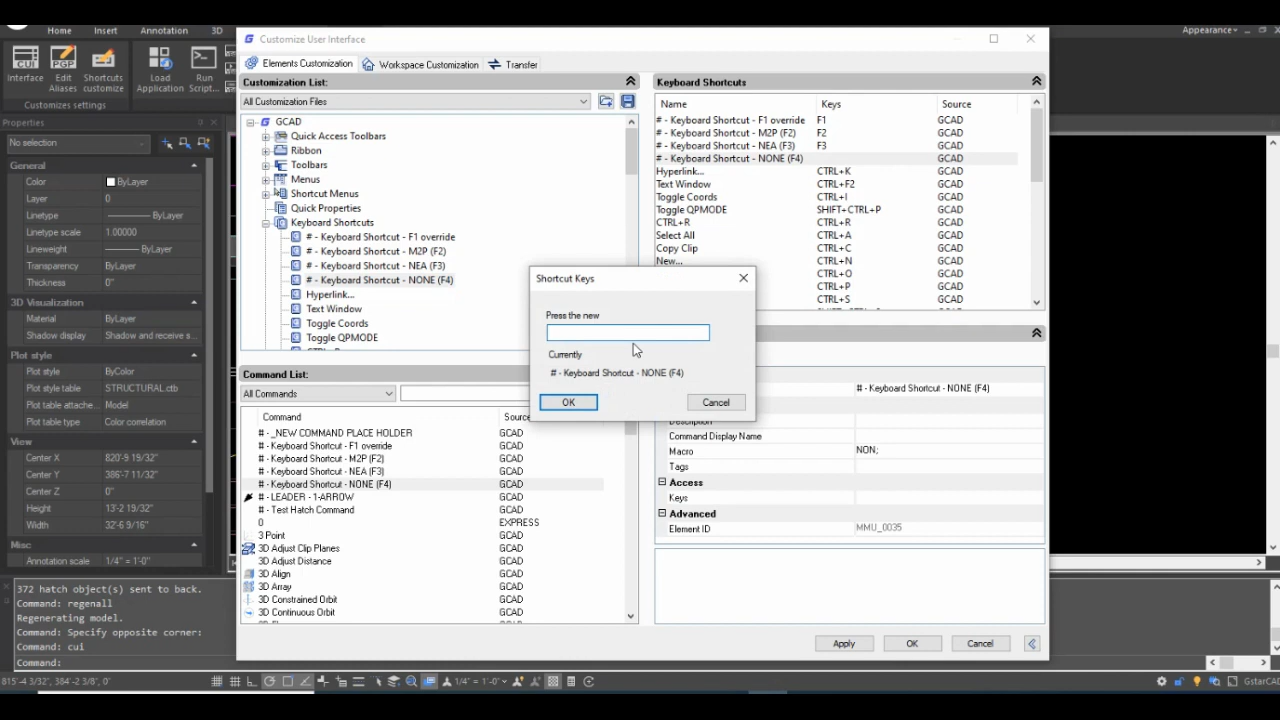 Home Insert Annotation 3D
Appearance
Interface
Edit Aliases
Shortcuts customize
Load Application
Run Script...
Customizes settings
Properties
No selection
General
Color ByLayer
Layer 0
Linetype ByLayer
Linetype scale 1.00000
Lineweight ByLayer
Transparency ByLayer
Thickness 0"
3D Visualization
Material ByLayer
Shadow display Shadow and receive s
Plot style
Plot style ByColor
Plot style table STRUCTURAL.ctb
Plot table attache... Model
Plot table type Color correlation
View
Center X 820'-9 19/32"
Center Y 386'-7 11/32"
Center Z 0"
Height 13'-2 19/32"
Width 32'-6 9/16"
Misc
Annotation scale 1/4" = 1'-0"
Customize User Interface
Elements Customization Workspace Customization Transfer
Customization List:
All Customization Files
GCAD
Quick Access Toolbars
Ribbon
Toolbars
Menus
Shortcut Menus
Quick Properties
Keyboard Shortcuts
# - Keyboard Shortcut - F1 override
# - Keyboard Shortcut - M2P (F2)
# - Keyboard Shortcut - NEA (F3)
# - Keyboard Shortcut - NONE (F4)
Hyperlink...
Text Window
Toggle Coords
Toggle QPMODE
Command List:
All Commands
Command Source
# - _NEW COMMAND PLACE HOLDER GCAD
# - Keyboard Shortcut - F1 override GCAD
# - Keyboard Shortcut - M2P (F2) GCAD
# - Keyboard Shortcut - NEA (F3) GCAD
# - Keyboard Shortcut - NONE (F4) GCAD
# - LEADER - 1-ARROW GCAD
# - Test Hatch Command GCAD
0 EXPRESS
3 Point GCAD
3D Adjust Clip Planes GCAD
3D Adjust Distance GCAD
3D Align GCAD
3D Array GCAD
3D Constrained Orbit GCAD
3D Continuous Orbit GCAD
Keyboard Shortcuts
Name Keys Source
# - Keyboard Shortcut - F1 override F1 GCAD
# - Keyboard Shortcut - M2P (F2) F2 GCAD
# - Keyboard Shortcut - NEA (F3) F3 GCAD
# - Keyboard Shortcut - NONE (F4) GCAD
Hyperlink... CTRL+K GCAD
Text Window CTRL+F2 GCAD
Toggle Coords CTRL+I GCAD
Toggle QPMODE SHIFT+CTRL+P GCAD
CTRL+R CTRL+R GCAD
Select All CTRL+A GCAD
Copy Clip CTRL+C GCAD
New... CTRL+N GCAD
CTRL+O GCAD
CTRL+P GCAD
CTRL+S GCAD
Shortcut Keys
Press the new
Currently
# - Keyboard Shortcut - NONE (F4)
OK Cancel
# - Keyboard Shortcut - NONE (F4)
Description
Command Display Name
Macro NON;
Tags
Access
Keys
Advanced
Element ID MMU_0035
Apply OK Cancel
372 hatch object(s) sent to back.
Command: regenall
Regenerating model.
Command: Specify opposite corner:
Command: cui
Command:
815'-4 3/32", 384'-2 3/8", 0' 1/4" = 1'-0" GstarCAD